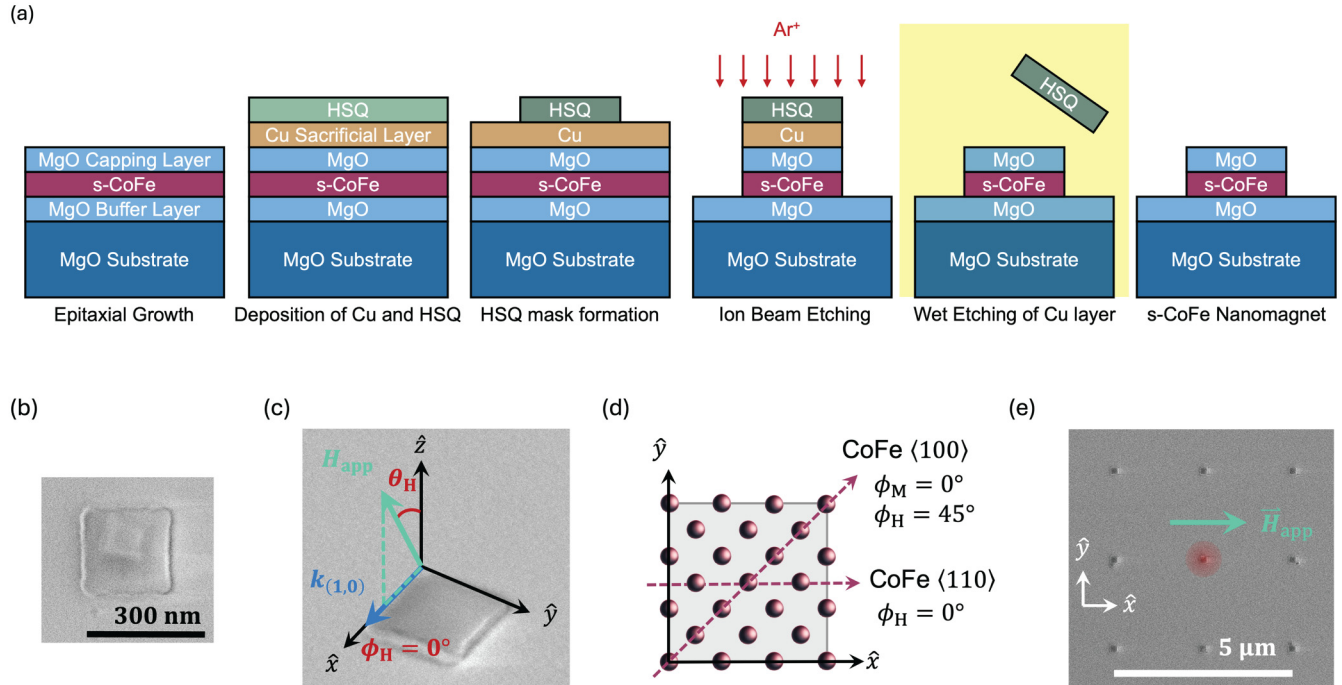 (a)
Ar⁺
HSQ
HSQ
HSQ
HSQ
Cu Sacrificial Layer
Cu
Cu
MgO Capping Layer
MgO
MgO
MgO
MgO
MgO
s-CoFe
s-CoFe
s-CoFe
s-CoFe
s-CoFe
s-CoFe
MgO Buffer Layer
MgO
MgO
MgO
MgO
MgO
MgO Substrate
MgO Substrate
MgO Substrate
MgO Substrate
MgO Substrate
MgO Substrate
Epitaxial Growth
Deposition of Cu and HSQ
HSQ mask formation
Ion Beam Etching
Wet Etching of Cu layer
s-CoFe Nanomagnet
(b)
300 nm
(c)
ẑ
H_app
θ_H
k_(1,0)
ŷ
ϕ_H = 0°
x̂
(d)
ŷ
CoFe ⟨100⟩
ϕ_M = 0°
ϕ_H = 45°
CoFe ⟨110⟩
ϕ_H = 0°
x̂
(e)
H⃗_app
ŷ
x̂
5 μm